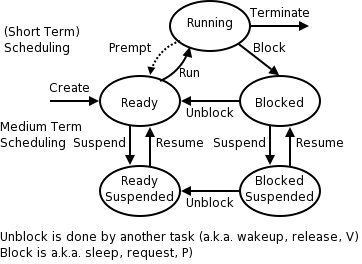 Running
Terminate
(Short Term)
Scheduling
Prempt
Block
Run
Create
Ready
Blocked
Unblock
Medium Term
Scheduling
Suspend
Resume
Suspend
Resume
Ready
Suspended
Blocked
Suspended
Unblock
Unblock is done by another task (a.k.a. wakeup, release, V)
Block is a.k.a. sleep, request, P)